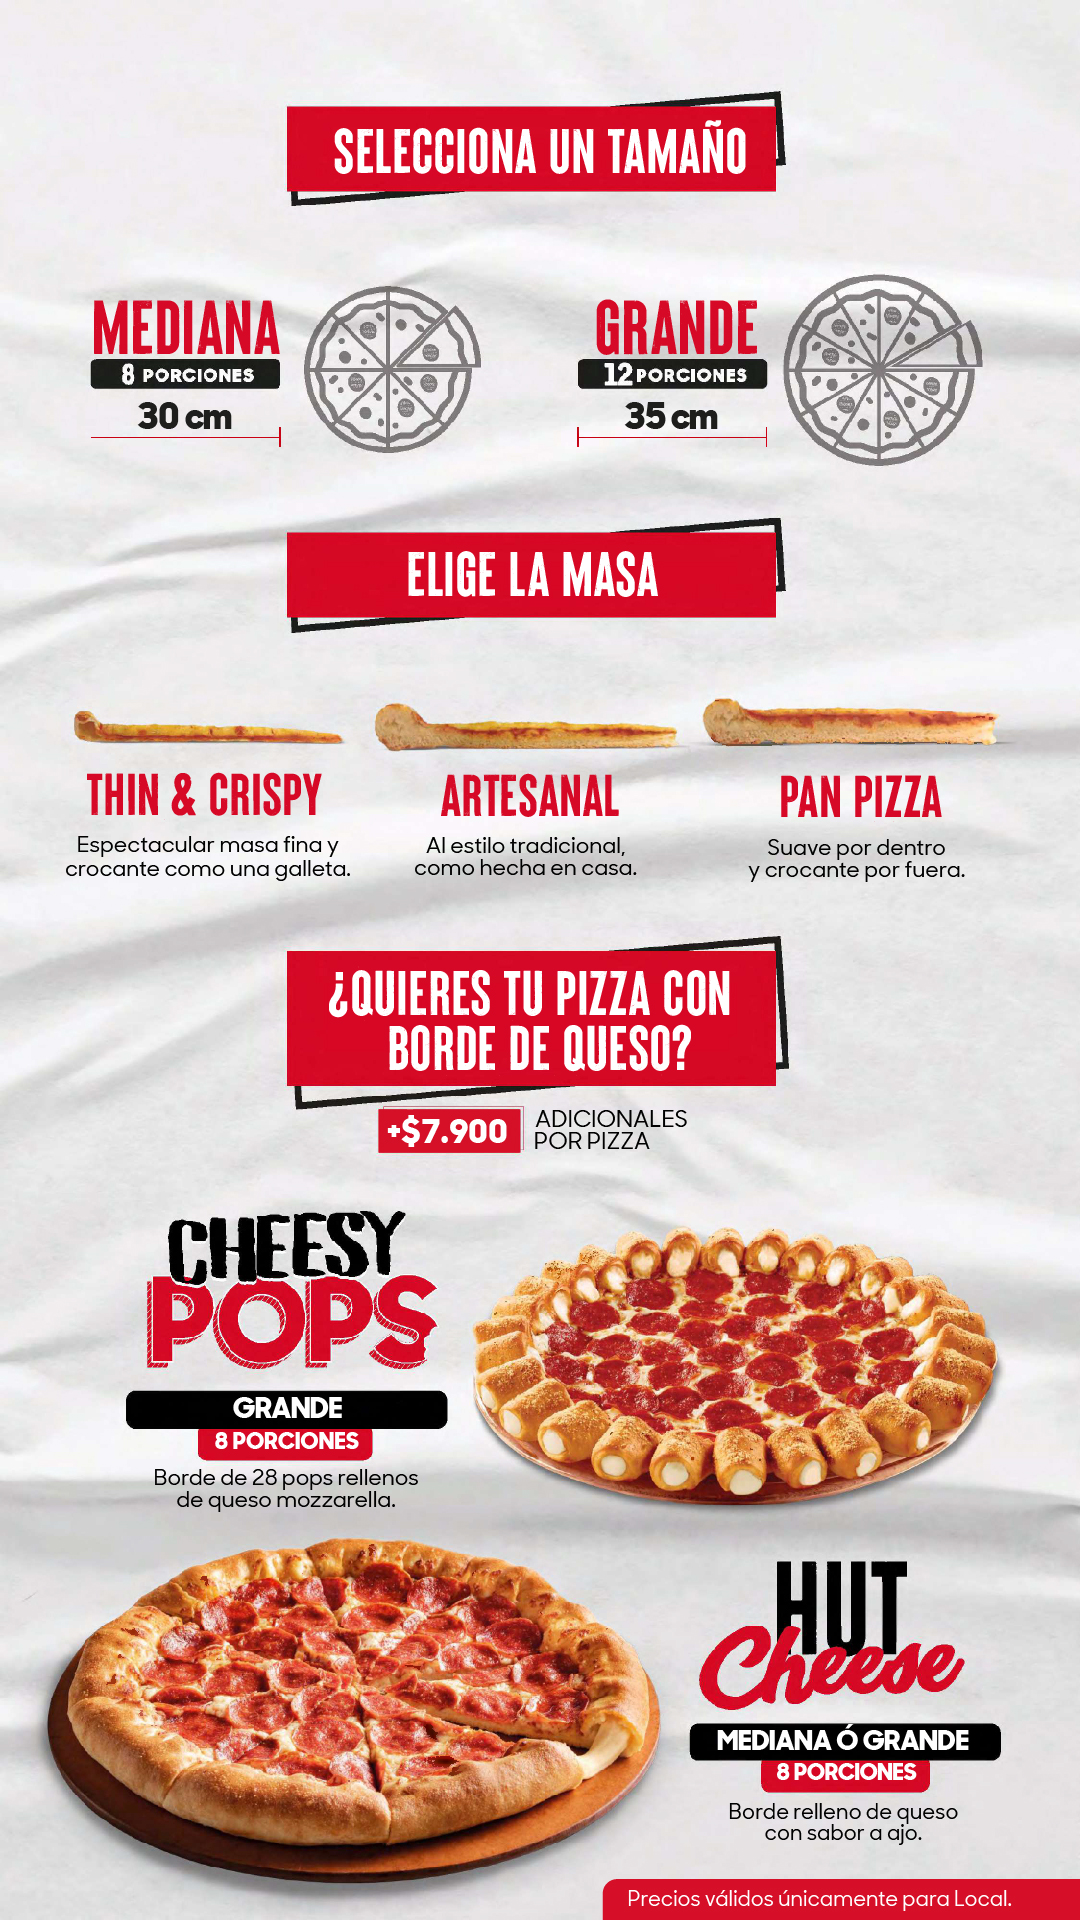 SELECCIONA UN TAMAÑO
MEDIANA
8 PORCIONES
30 cm
GRANDE
12 PORCIONES
35 cm
ELIGE LA MASA
THIN & CRISPY
Espectacular masa fina y
crocante como una galleta.
ARTESANAL
Al estilo tradicional,
como hecha en casa.
PAN PIZZA
Suave por dentro
y crocante por fuera.
¿QUIERES TU PIZZA CON
BORDE DE QUESO?
+$7.900
ADICIONALES
POR PIZZA
CHEESY
POPS
GRANDE
8 PORCIONES
Borde de 28 pops rellenos
de queso mozzarella.
HUT
Cheese
MEDIANA Ó GRANDE
8 PORCIONES
Borde relleno de queso
con sabor a ajo.
Precios válidos únicamente para Local.